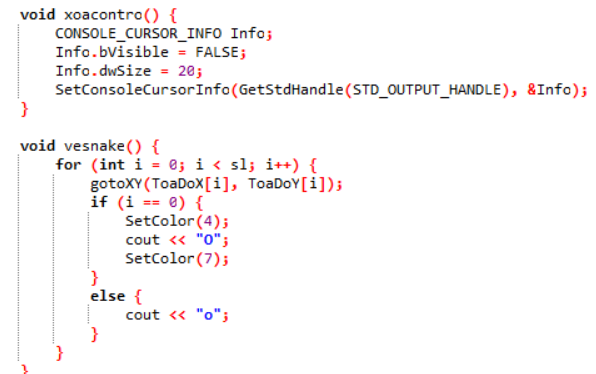 void xoacontro() {
    CONSOLE_CURSOR_INFO Info;
    Info.bVisible = FALSE;
    Info.dwSize = 20;
    SetConsoleCursorInfo(GetStdHandle(STD_OUTPUT_HANDLE), &Info);
}

void vesnake() {
    for (int i = 0; i < sl; i++) {
        gotoXY(ToaDoX[i], ToaDoY[i]);
        if (i == 0) {
            SetColor(4);
            cout << "O";
            SetColor(7);
        }
        else {
            cout << "o";
        }
    }
}